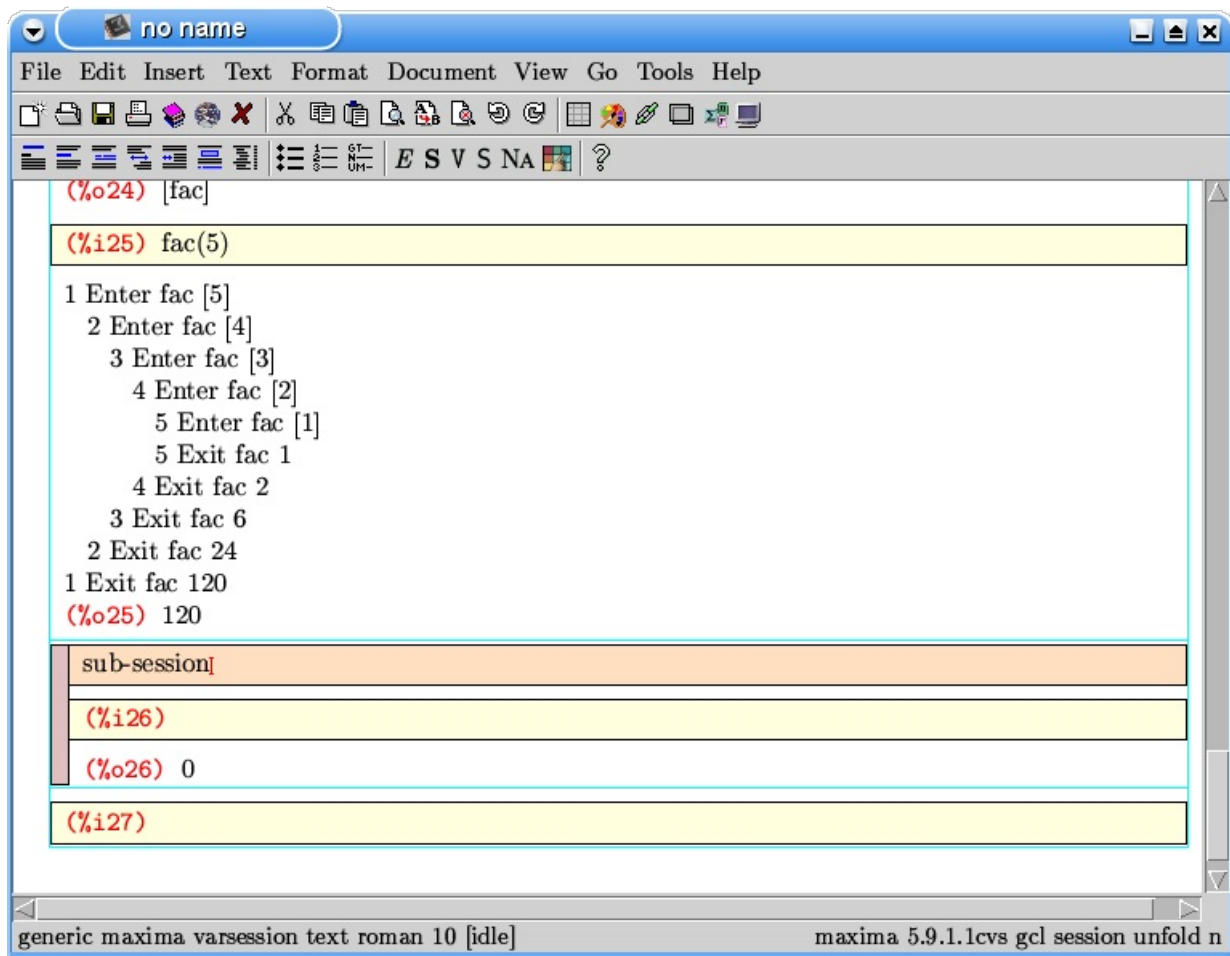 no name
File Edit Insert Text Format Document View Go Tools Help
E S V S NA ?
(%o24) [fac]
(%i25) fac(5)
1 Enter fac [5]
2 Enter fac [4]
3 Enter fac [3]
4 Enter fac [2]
5 Enter fac [1]
5 Exit fac 1
4 Exit fac 2
3 Exit fac 6
2 Exit fac 24
1 Exit fac 120
(%o25) 120
sub-session
(%i26)
(%o26) 0
(%i27)
generic maxima varsession text roman 10 [idle] maxima 5.9.1.1cvs gcl session unfold n